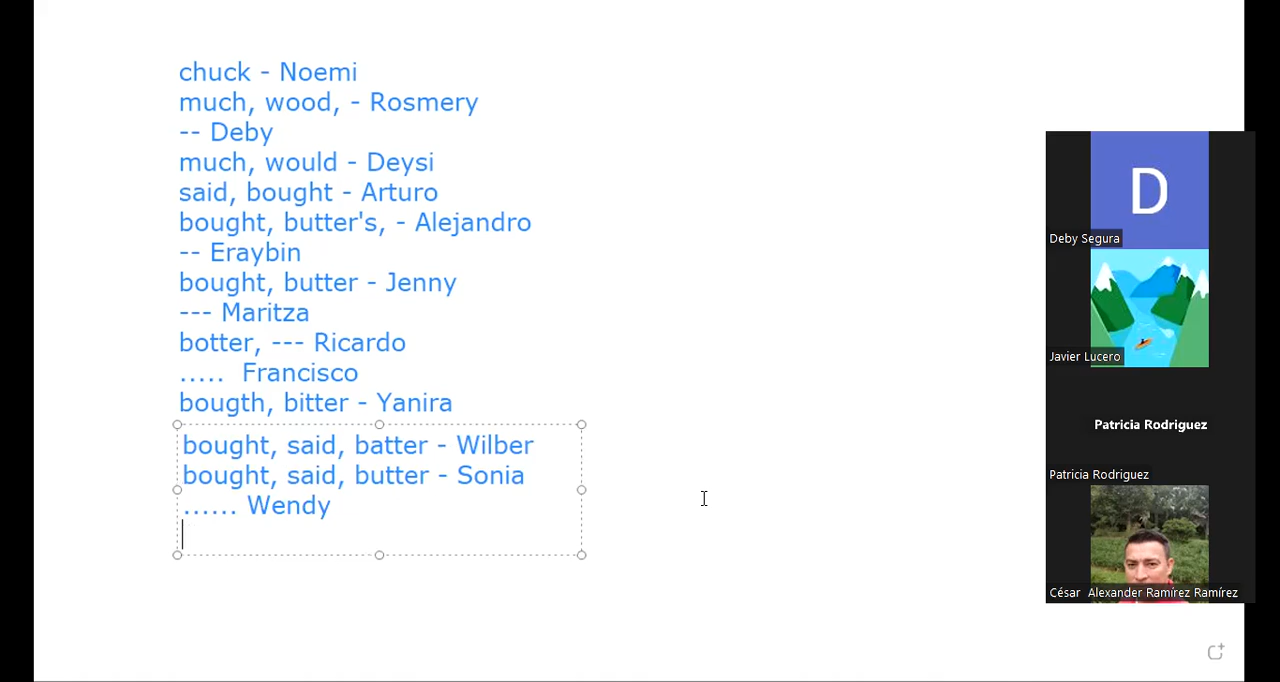 chuck - Noemi
much, wood, - Rosmery
-- Deby
much, would - Deysi
said, bought - Arturo
bought, butter's, - Alejandro
-- Eraybin
bought, butter - Jenny
--- Maritza
botter, --- Ricardo
..... Francisco
bougth, bitter - Yanira
bought, said, batter - Wilber
bought, said, butter - Sonia
...... Wendy
D
Deby Segura
Javier Lucero
Patricia Rodriguez
Patricia Rodriguez
César Alexander Ramírez Ramírez